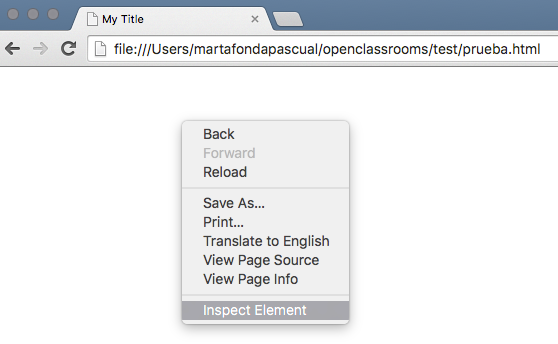 My Title
file:///Users/martafondapascual/openclassrooms/test/prueba.html
Back
Forward
Reload
Save As...
Print...
Translate to English
View Page Source
View Page Info
Inspect Element